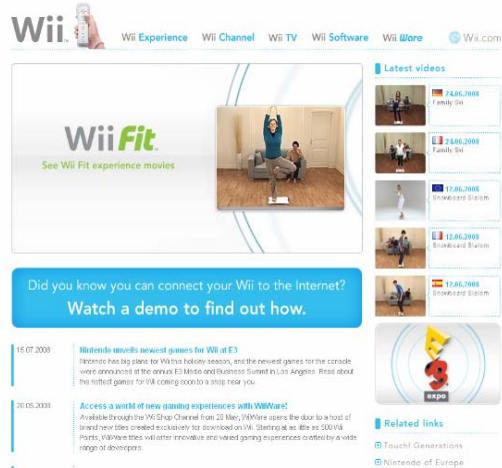 Wii
Wii Experience Wii Channel Wii TV Wii Software Wii Ware Wii.com
Wii Fit
See Wii Fit experience movies
Did you know you can connect your Wii to the Internet?
Watch a demo to find out how.
15.07.2008
Nintendo unveils newest games for Wii at E3
Nintendo has big plans for Wii this holiday season, and the newest games for the console
were announced at the annual E3 Media and Business Summit in Los Angeles. Read about
the hottest games for Wii coming soon to a shop near you.
20.05.2008
Access a world of new gaming experiences with WiiWare!
Available through the Wii Shop Channel from 20 May, WiiWare opens the door to a host of
brand new titles created exclusively for download on Wii. Starting at as little as 500 Wii
Points, WiiWare titles will offer innovative and varied gaming experiences crafted by a wide
range of developers.
Latest videos
24.06.2008
Family Ski
24.06.2008
Family Ski
12.06.2008
Snowboard Slalom
12.06.2008
Snowboard Slalom
12.06.2008
Snowboard Slalom
E3
expo
Related links
Touch! Generations
Nintendo of Europe